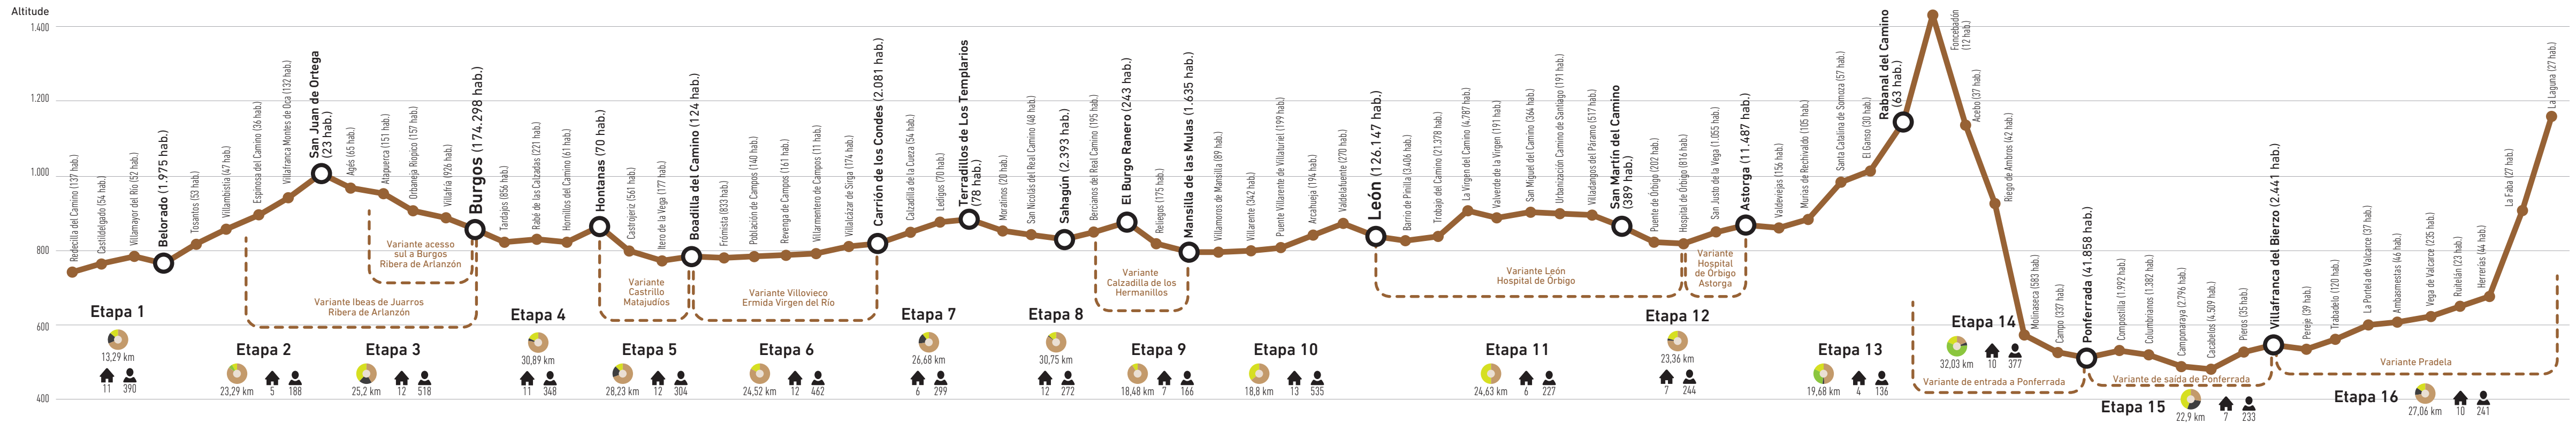 Altitude
1.400
1.200
1.000
800
600
400
Redecilla del Camino (137 hab.)
Castildelgado (54 hab.)
Villamayor del Río (52 hab.)
Belorado (1.975 hab.)
Tosantos (53 hab.)
Villambistia (47 hab.)
Espinosa del Camino (36 hab.)
Villafranca Montes de Oca (132 hab.)
San Juan de Ortega
(23 hab.)
Agés (65 hab.)
Atapuerca (151 hab.)
Orbaneja Riopico (157 hab.)
Villafría (926 hab.)
Burgos (174.298 hab.)
Tardajos (856 hab.)
Rabé de las Calzadas (221 hab.)
Hornillos del Camino (61 hab.)
Hontanas (70 hab.)
Castrojeriz (561 hab.)
Itero de la Vega (177 hab.)
Boadilla del Camino (124 hab.)
Frómista (833 hab.)
Población de Campos (140 hab.)
Revenga de Campos (161 hab.)
Villarmentero de Campos (11 hab.)
Villalcázar de Sirga (174 hab.)
Carrión de los Condes (2.081 hab.)
Calzadilla de la Cueza (54 hab.)
Ledigos (70 hab.)
Terradillos de Los Templarios
(78 hab.)
Moratinos (20 hab.)
San Nicolás del Real Camino (48 hab.)
Sahagún (2.393 hab.)
Bercianos del Real Camino (195 hab.)
El Burgo Ranero (243 hab.)
Reliegos (175 hab.)
Mansilla de las Mulas (1.635 hab.)
Villamoros de Mansilla (89 hab.)
Villarente (342 hab.)
Puente Villarente de Villaturiel (199 hab.)
Arcahueja (194 hab.)
Valdelafuente (270 hab.)
León (126.147 hab.)
Barrio de Pinilla (3.406 hab.)
Trobajo del Camino (21.378 hab.)
La Virgen del Camino (4.787 hab.)
Valverde de la Virgen (191 hab.)
San Miguel del Camino (364 hab.)
Urbanización Camino de Santiago (191 hab.)
Villadangos del Páramo (517 hab.)
San Martín del Camino
(389 hab.)
Puente de Órbigo (202 hab.)
Hospital de Órbigo (816 hab.)
San Justo de la Vega (1.055 hab.)
Astorga (11.487 hab.)
Valdeviejas (156 hab.)
Murias de Rechivaldo (105 hab.)
Santa Catalina de Somoza (57 hab.)
El Ganso (30 hab.)
Rabanal del Camino
(63 hab.)
Foncebadón
(12 hab.)
Acebo (37 hab.)
Riego de Ambros (42 hab.)
Molinaseca (583 hab.)
Campo (337 hab.)
Ponferrada (41.858 hab.)
Compostilla (1.992 hab.)
Columbrianos (1.382 hab.)
Camponaraya (2.796 hab.)
Cacabelos (4.509 hab.)
Pieros (35 hab.)
Villafranca del Bierzo (2.441 hab.)
Pereje (39 hab.)
Trabadelo (120 hab.)
La Portela de Valcarce (37 hab.)
Ambasmestas (46 hab.)
Vega de Valcarce (235 hab.)
Ruitelán (23 hab.)
Herrerías (44 hab.)
La Faba (27 hab.)
La Laguna (27 hab.)
Variante acceso
sul a Burgos
Ribera de Arlanzón
Variante Ibeas de Juarros
Ribera de Arlanzón
Variante
Castrillo
Matajudíos
Variante Villovieco
Ermida Virgen del Río
Variante
Calzadilla de los
Hermanillos
Variante León
Hospital de Órbigo
Variante
Hospital
de Órbigo
Astorga
Variante de entrada a Ponferrada
Variante de saída de Ponferrada
Variante Pradela
Etapa 1
13,29 km
11 390
Etapa 2
23,29 km 5 188
Etapa 3
25,2 km 12 518
Etapa 4
30,89 km
11 348
Etapa 5
28,23 km 12 304
Etapa 6
24,52 km 12 462
Etapa 7
26,68 km
6 299
Etapa 8
30,75 km
12 272
Etapa 9
18,48 km 7 166
Etapa 10
18,8 km 13 535
Etapa 11
24,63 km 6 227
Etapa 12
23,36 km
7 244
Etapa 13
19,68 km 4 136
Etapa 14
32,03 km 10 377
Etapa 15
22,9 km 7 233
Etapa 16
27,06 km 10 241